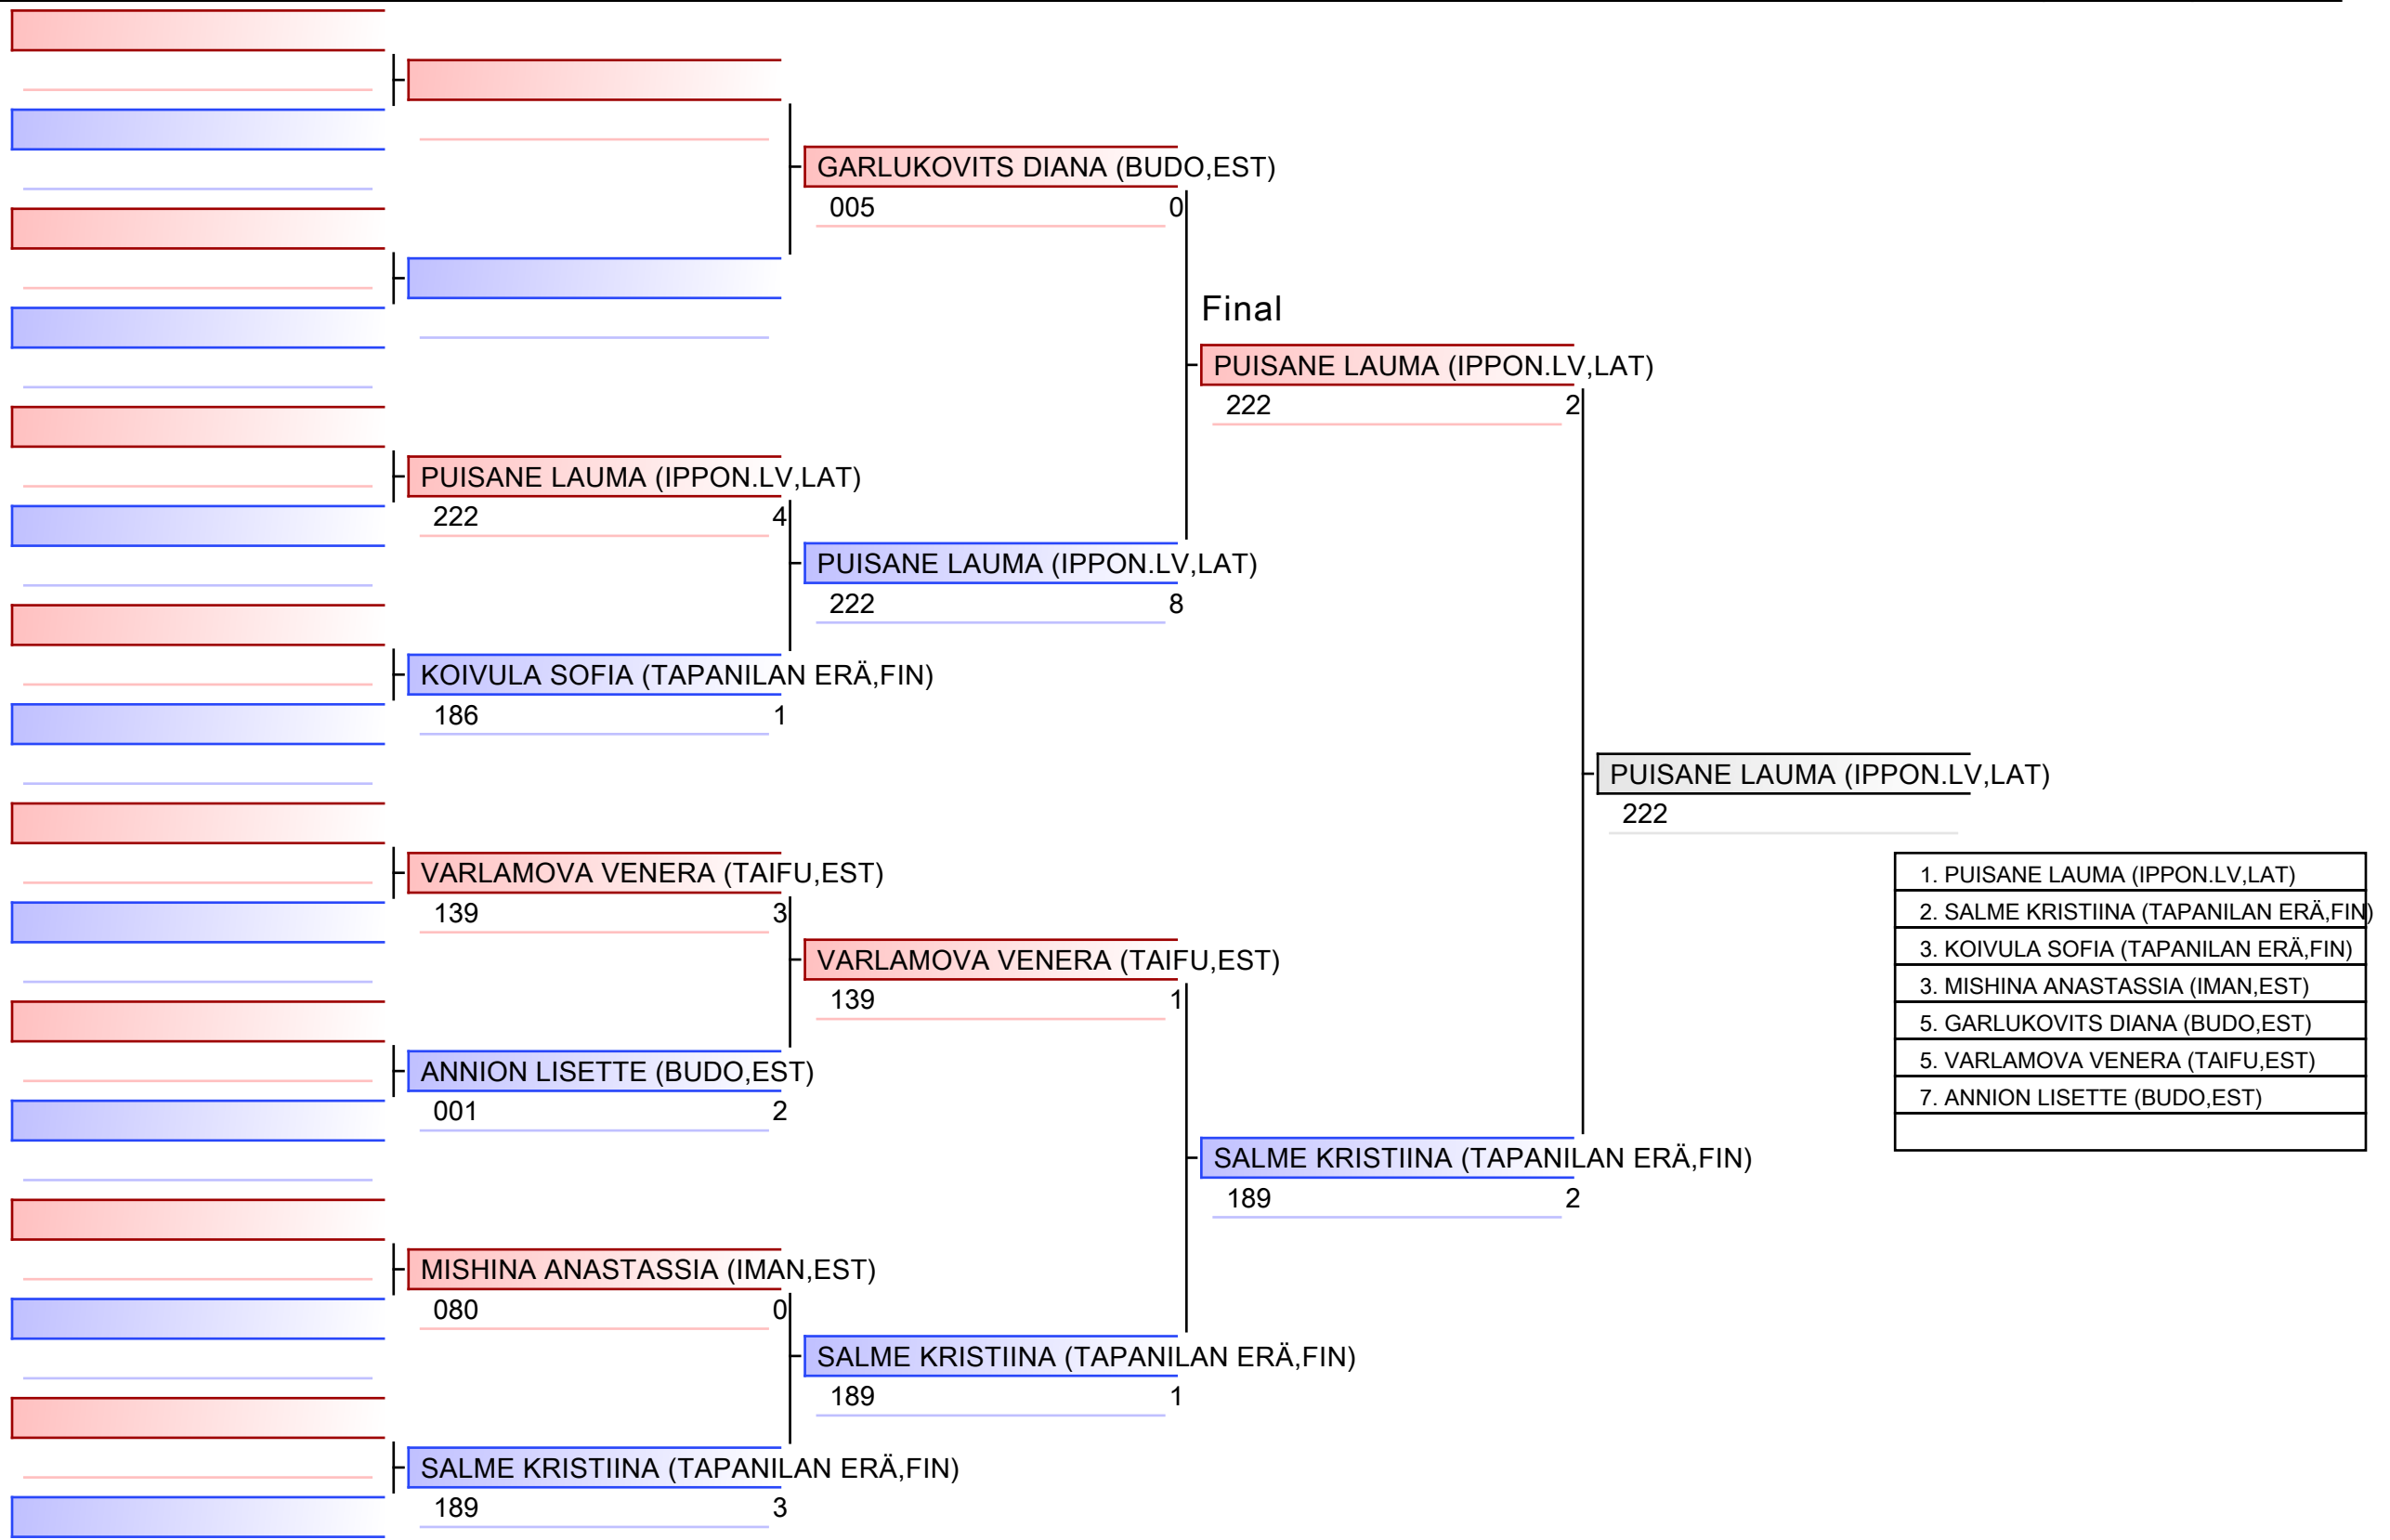 GARLUKOVITS DIANA (BUDO,EST)
005 0
Final
PUISANE LAUMA (IPPON.LV,LAT)
222 2
PUISANE LAUMA (IPPON.LV,LAT)
222 4
PUISANE LAUMA (IPPON.LV,LAT)
222 8
KOIVULA SOFIA (TAPANILAN ERÄ,FIN)
186 1
PUISANE LAUMA (IPPON.LV,LAT)
222
VARLAMOVA VENERA (TAIFU,EST)
139 3
VARLAMOVA VENERA (TAIFU,EST)
139 1
ANNION LISETTE (BUDO,EST)
001 2
SALME KRISTIINA (TAPANILAN ERÄ,FIN)
189 2
MISHINA ANASTASSIA (IMAN,EST)
080 0
SALME KRISTIINA (TAPANILAN ERÄ,FIN)
189 1
SALME KRISTIINA (TAPANILAN ERÄ,FIN)
189 3
1. PUISANE LAUMA (IPPON.LV,LAT)
2. SALME KRISTIINA (TAPANILAN ERÄ,FIN)
3. KOIVULA SOFIA (TAPANILAN ERÄ,FIN)
3. MISHINA ANASTASSIA (IMAN,EST)
5. GARLUKOVITS DIANA (BUDO,EST)
5. VARLAMOVA VENERA (TAIFU,EST)
7. ANNION LISETTE (BUDO,EST)